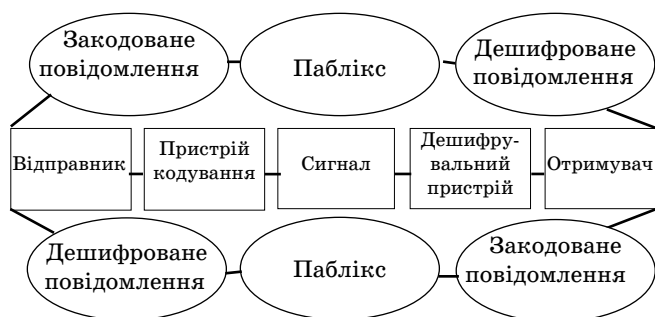 Закодоване
повідомлення
Паблікс
Дешифроване
повідомлення
Відправник
Пристрій
кодування
Сигнал
Дешифру-
вальний
пристрій
Отримувач
Дешифроване
повідомлення
Паблікс
Закодоване
повідомлення